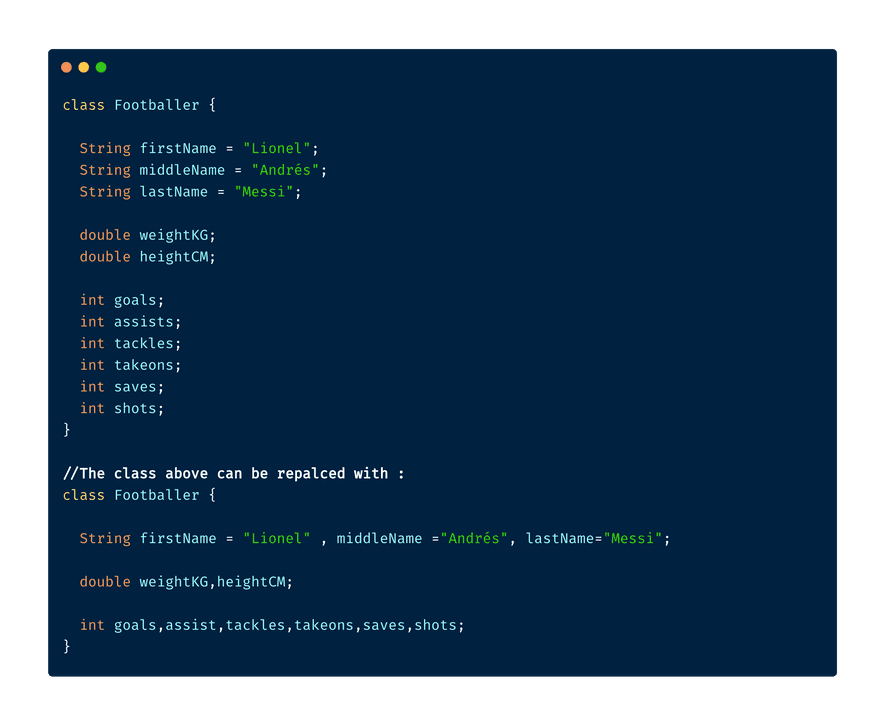 class Footballer {
String firstName = "Lionel";
String middleName = "Andrés";
String lastName = "Messi";
double weightKG;
double heightCM;
int goals;
int assists;
int tackles;
int takeons;
int saves;
int shots;
}
//The class above can be repalced with :
class Footballer {
String firstName = "Lionel" , middleName ="Andrés", lastName="Messi";
double weightKG,heightCM;
int goals,assist,tackles,takeons,saves,shots;
}